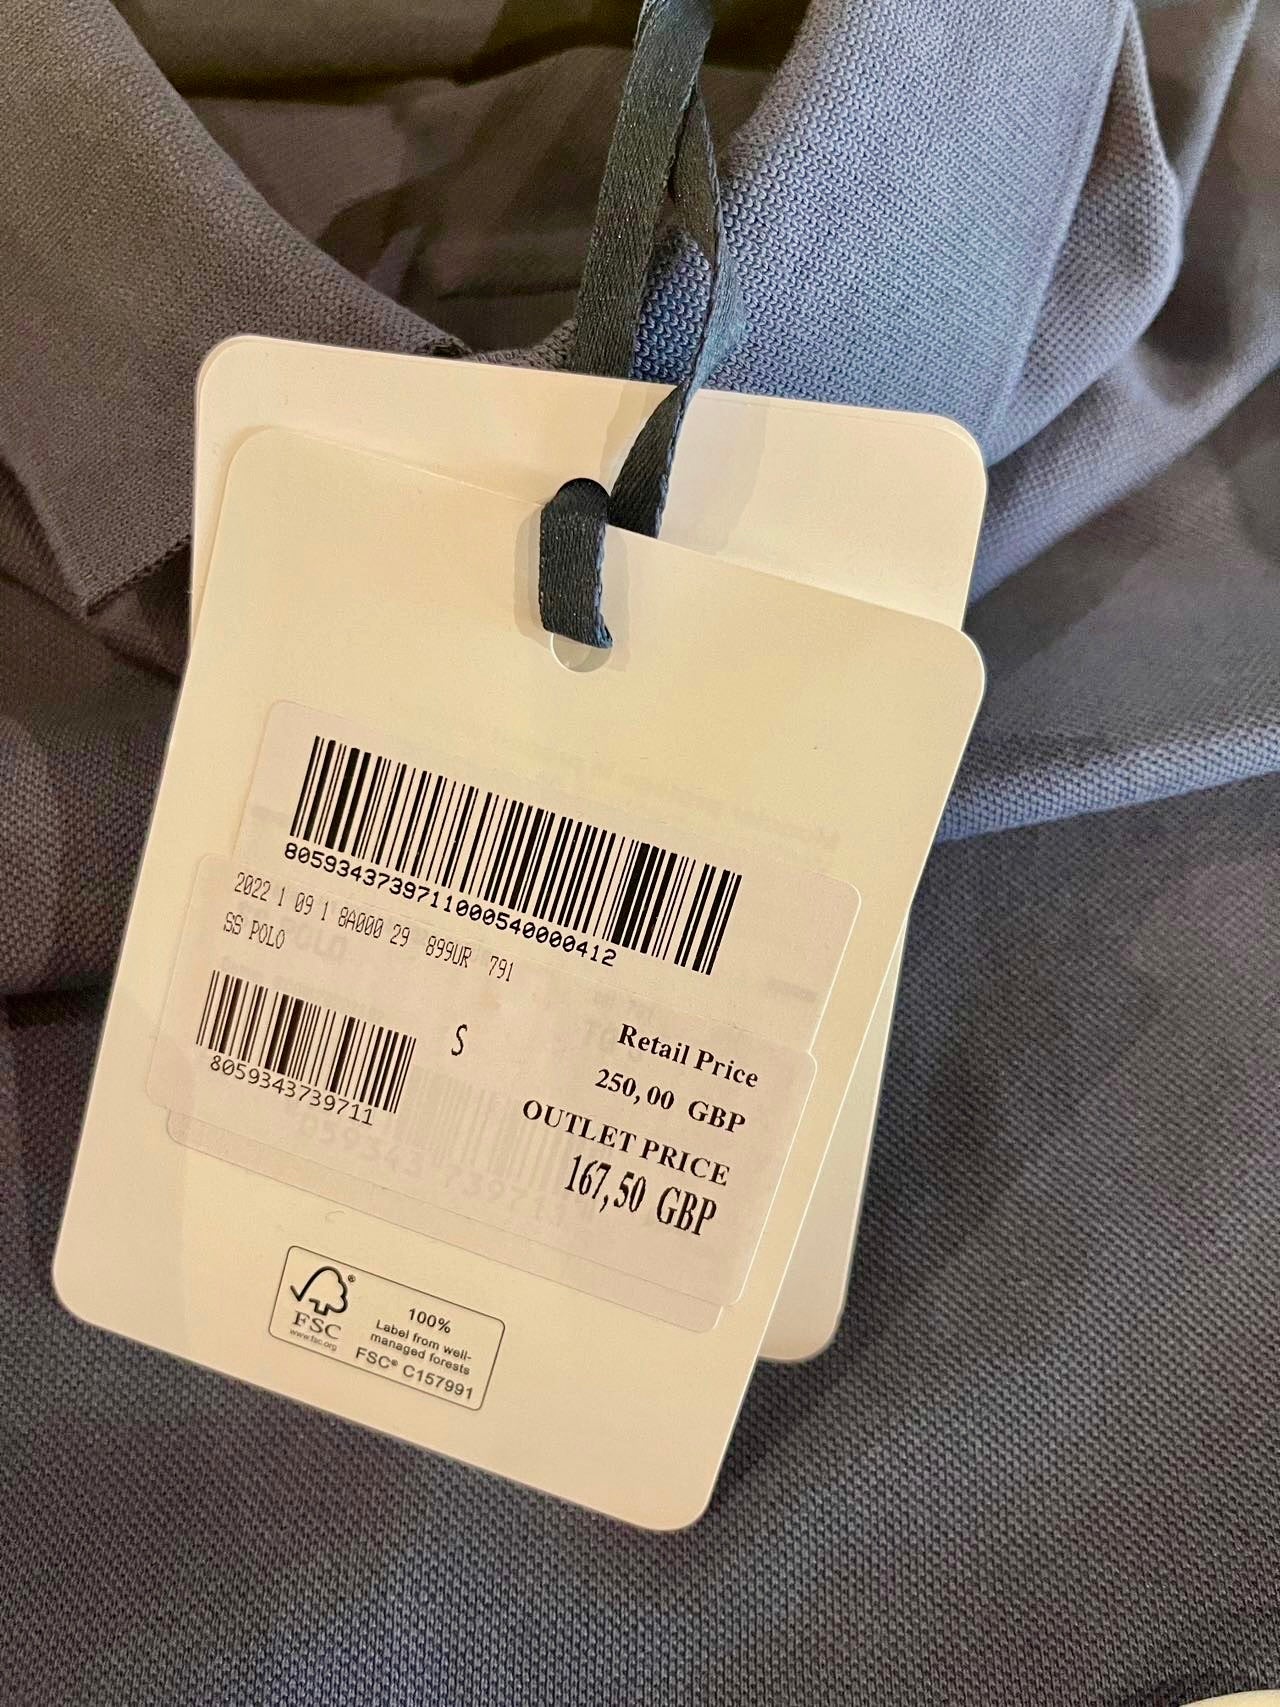 8059343739711000540000412
2022 1 09 1 8A000 29 899UR 791
SS POLO
8059343739711
S
Retail Price
250,00 GBP
OUTLET PRICE
167,50 GBP
FSC
www.fsc.org
100%
Label from well-
managed forests
FSC® C157991